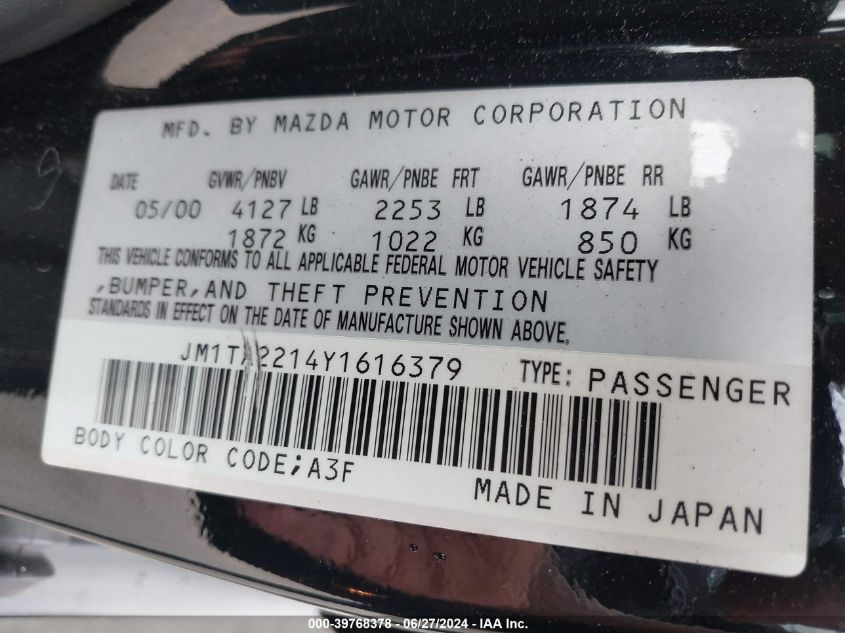 MFD. BY MAZDA MOTOR CORPORATION
DATE GVWR/PNBV GAWR/PNBE FRT GAWR/PNBE RR
05/00 4127 LB 2253 LB 1874 LB
1872 KG 1022 KG 850 KG
THIS VEHICLE CONFORMS TO ALL APPLICABLE FEDERAL MOTOR VEHICLE SAFETY
,BUMPER,AND THEFT PREVENTION
STANDARDS IN EFFECT ON THE DATE OF MANUFACTURE SHOWN ABOVE.
JM1TA2214Y1616379 TYPE: PASSENGER
BODY COLOR CODE;A3F
MADE IN JAPAN
000-39768378 - 06/27/2024 - IAA Inc.